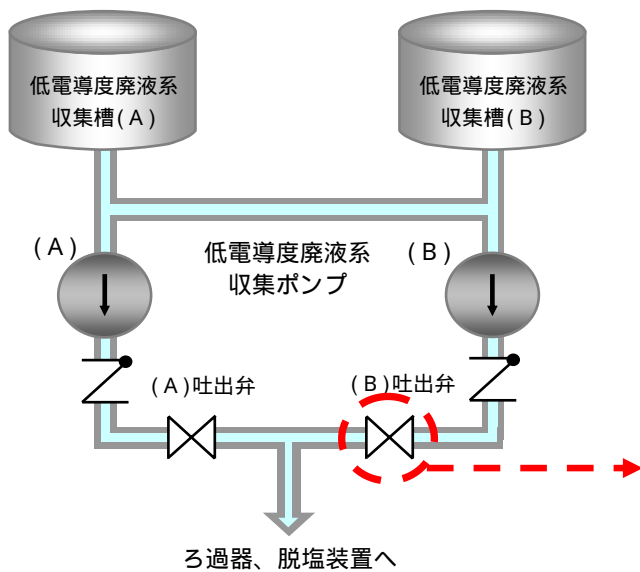 低電導度廃液系
収集槽(A)
低電導度廃液系
収集槽(B)
(A)
低電導度廃液系
収集ポンプ
(B)
(A)吐出弁
(B)吐出弁
ろ過器、脱塩装置へ